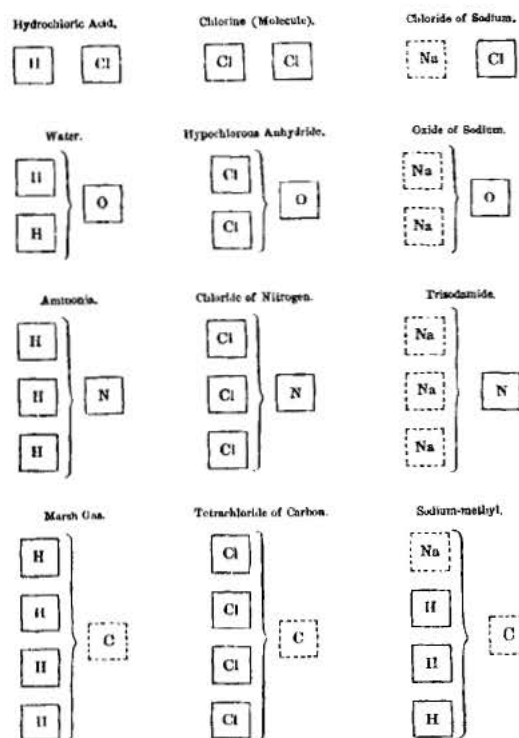 Hydrochloric Acid. Chlorine (Molecule). Chloride of Sodium.
H Cl Cl Cl Na Cl
Water. Hypochlorous Anhydride. Oxide of Sodium.
H Cl Na
O O O
H Cl Na
Ammonia. Chloride of Nitrogen. Trisodamide.
H Cl Na
H N Cl N Na N
H Cl Na
Marsh Gas. Tetrachloride of Carbon. Sodium-methyl.
H Cl Na
H Cl H
C C C
H Cl H
H Cl H